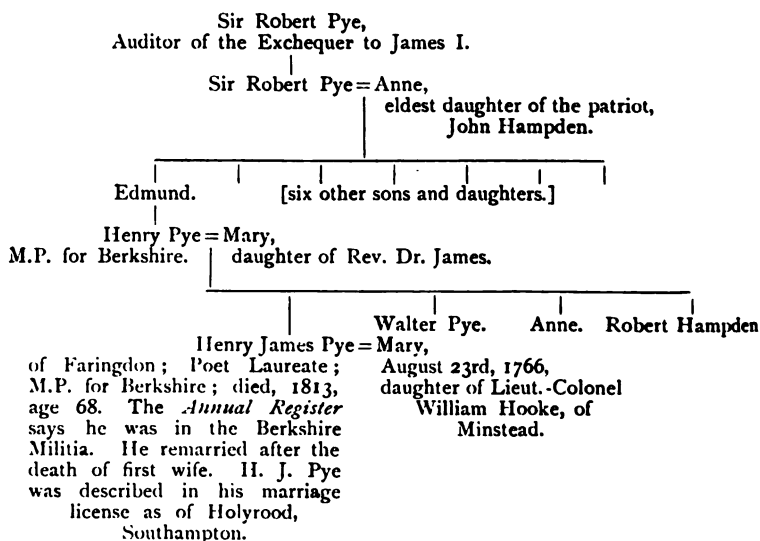 Sir Robert Pye,
Auditor of the Exchequer to James I.
Sir Robert Pye = Anne,
eldest daughter of the patriot,
John Hampden.
Edmund. [six other sons and daughters.]
Henry Pye = Mary,
M.P. for Berkshire. daughter of Rev. Dr. James.
Walter Pye. Anne. Robert Hampden
Henry James Pye = Mary,
of Faringdon; Poet Laureate;
M.P. for Berkshire; died, 1813,
age 68. The Annual Register
says he was in the Berkshire
Militia. He remarried after the
death of first wife. H. J. Pye
was described in his marriage
license as of Holyrood,
Southampton.
August 23rd, 1766,
daughter of Lieut.-Colonel
William Hooke, of
Minstead.